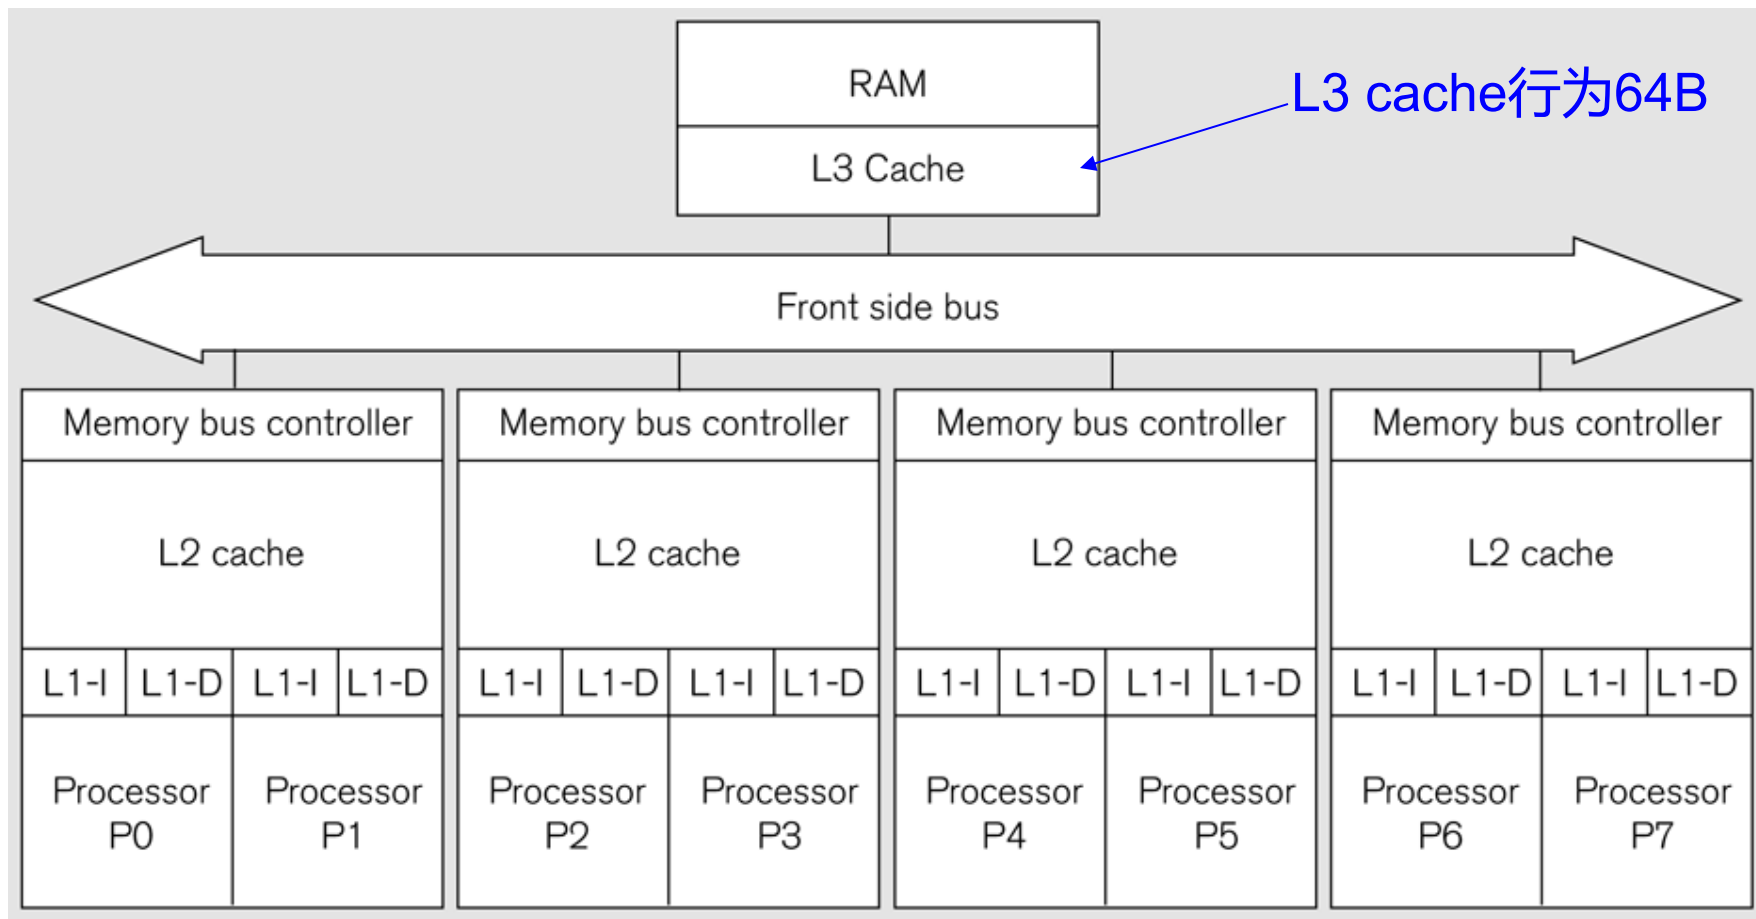 RAM
L3 cache行为64B
L3 Cache
Front side bus
Memory bus controller
Memory bus controller
Memory bus controller
Memory bus controller
L2 cache
L2 cache
L2 cache
L2 cache
L1-I L1-D L1-I L1-D
L1-I L1-D L1-I L1-D
L1-I L1-D L1-I L1-D
L1-I L1-D L1-I L1-D
Processor
P0
Processor
P1
Processor
P2
Processor
P3
Processor
P4
Processor
P5
Processor
P6
Processor
P7